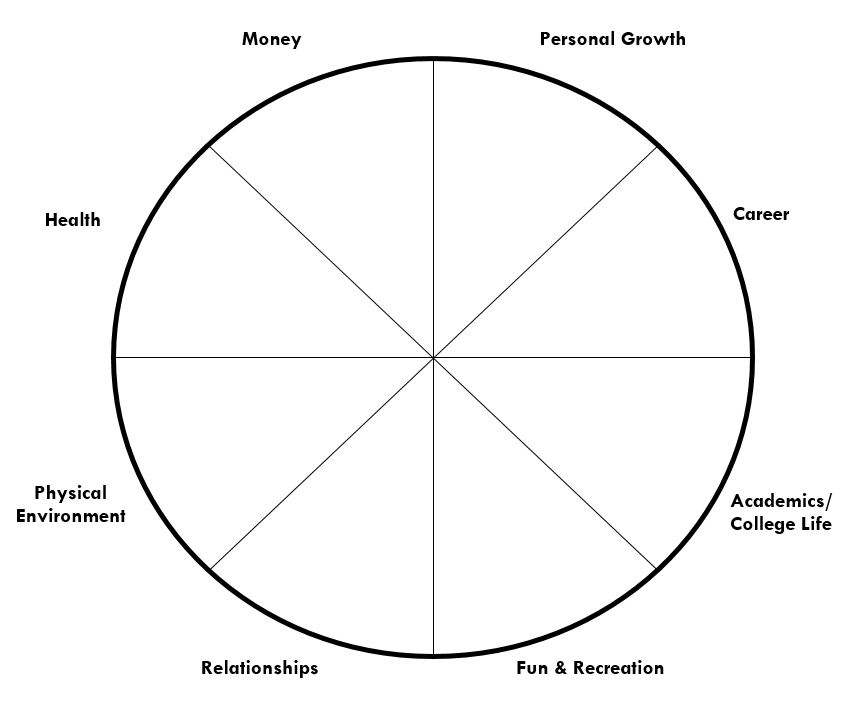 Money
Personal Growth
Health
Career
Physical
Environment
Academics/
College Life
Relationships
Fun & Recreation